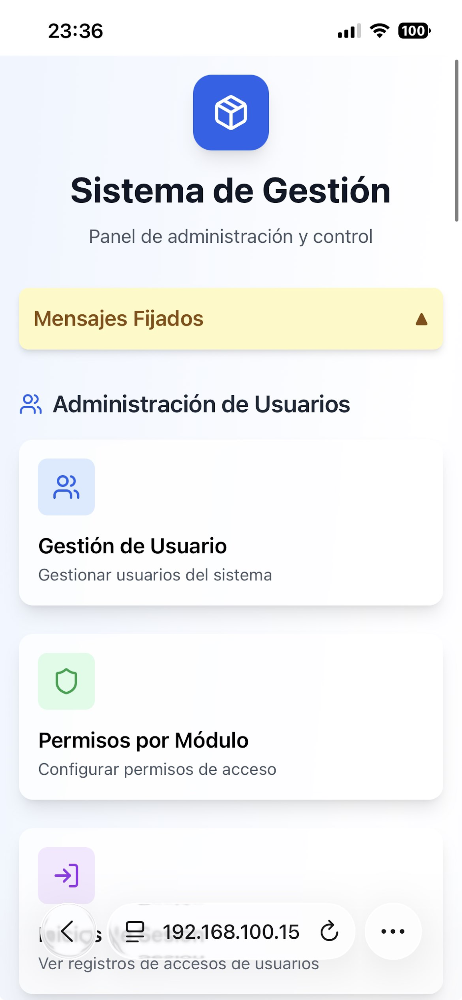 23:36
100
Sistema de Gestión
Panel de administración y control
Mensajes Fijados
Administración de Usuarios
Gestión de Usuario
Gestionar usuarios del sistema
Permisos por Módulo
Configurar permisos de acceso
192.168.100.15
Ver registros de accesos de usuarios